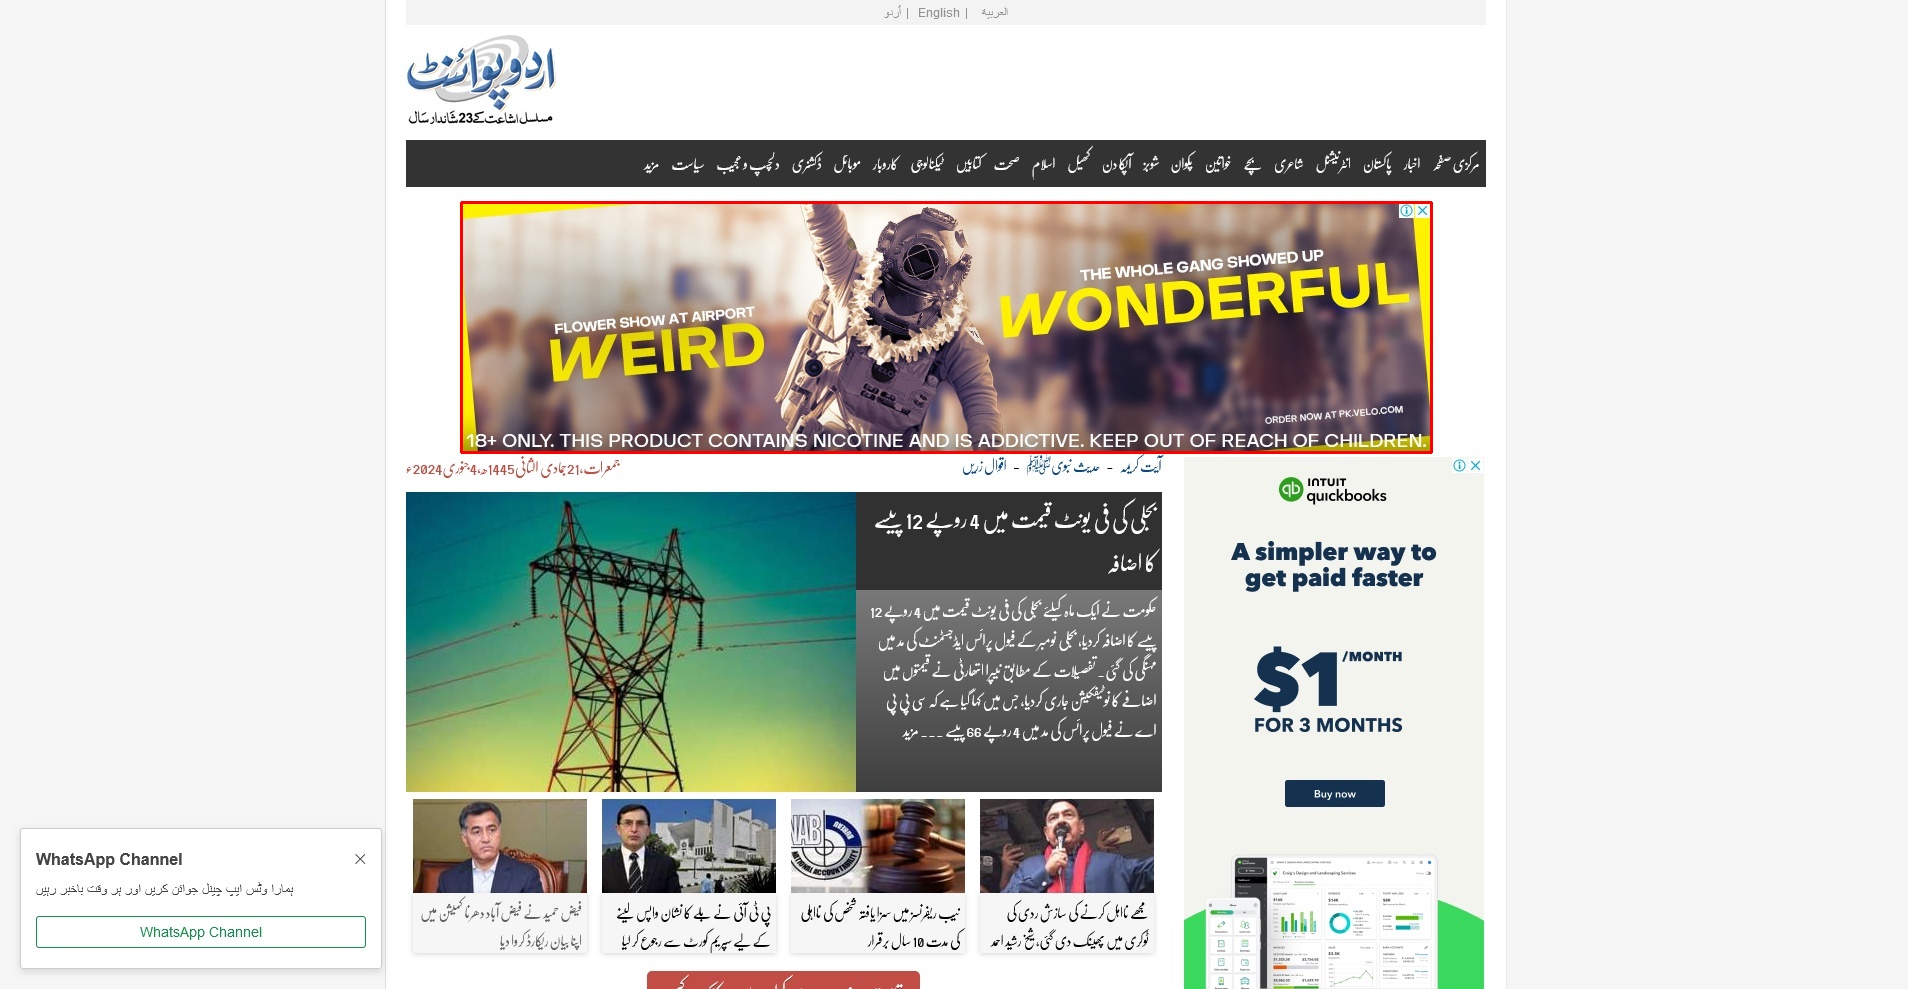 العربیہ | English | اُردو
اردو پوائنٹ
مسلسل اشاعت کے 23 شاندار سال
مرکزی صفحہ اخبار پاکستان انٹرنیشنل شاعری بچے خواتین پکوان شوبز آپکا دن کھیل اسلام صحت کتابیں ٹیکنالوجی کاروبار موبائل ڈکشنری دلچسپ و عجیب سیاست مزید
FLOWER SHOW AT AIRPORT
WEIRD
THE WHOLE GANG SHOWED UP
WONDERFUL
VELO
ORDER NOW AT PK.VELO.COM
18+ ONLY. THIS PRODUCT CONTAINS NICOTINE AND IS ADDICTIVE. KEEP OUT OF REACH OF CHILDREN.
آیت کریمہ - حدیث نبوی ﷺ - اقوال زریں
جمعرات، 21 جمادی الثانی 1445ھ، 4 جنوری 2024ء
بجلی کی فی یونٹ قیمت میں 4 روپے 12 پیسے
کا اضافہ
حکومت نے ایک ماہ کیلئے بجلی کی فی یونٹ قیمت میں 4 روپے 12
پیسے کا اضافہ کردیا، بجلی نومبر کے فیول پرائس ایڈجسٹمنٹ کی مد میں
مہنگی کی گئی۔ تفصیلات کے مطابق نیپرا اتھارٹی نے قیمتوں میں
اضافے کا نوٹیفکیشن جاری کردیا، جس میں کہا گیا ہے کہ سی پی پی
اے نے فیول پرائس کی مد میں 4 روپے 66 پیسے ... مزید
مجھے نااہل کرنے کی سازش ردی کی
ٹوکری میں پھینک دی گئی، شیخ رشید احمد
نیب ریفرنسز میں سزا یافتہ شخص کی نااہلی
کی مدت 10 سال برقرار
پی ٹی آئی نے بلے کا نشان واپس لینے
کے لیے سپریم کورٹ سے رجوع کر لیا
فیض حمید نے فیض آباد دھرنا کمیشن میں
اپنا بیان ریکارڈ کروا دیا
NAB
INTUIT
quickbooks
A simpler way to
get paid faster
$1 /MONTH
FOR 3 MONTHS
Buy now
Craig's Design and Landscaping Services
WhatsApp Channel
ہمارا وٹس ایپ چینل جوائن کریں اور ہر وقت باخبر رہیں
WhatsApp Channel